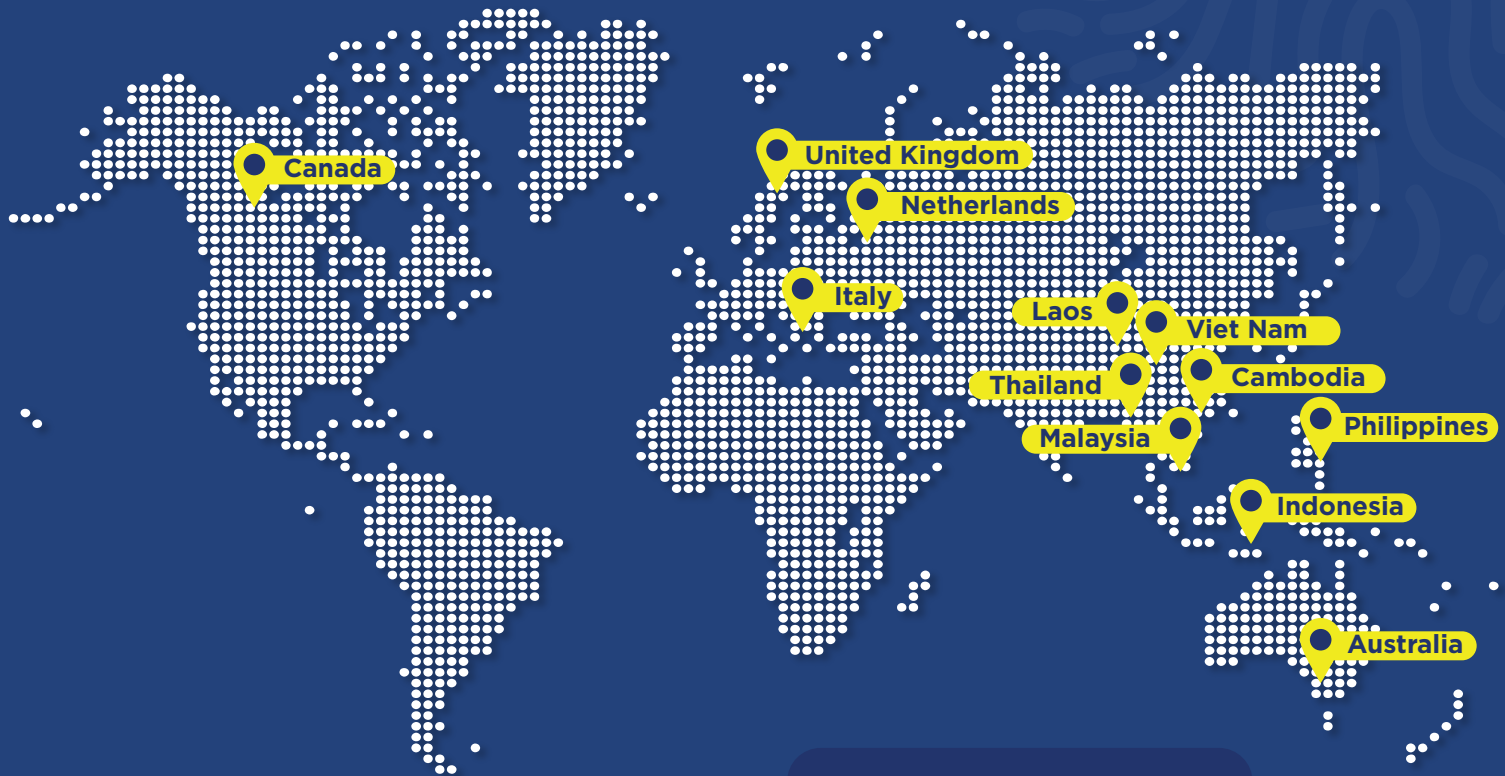 Canada
United Kingdom
Netherlands
Italy
Laos
Viet Nam
Thailand
Cambodia
Malaysia
Philippines
Indonesia
Australia